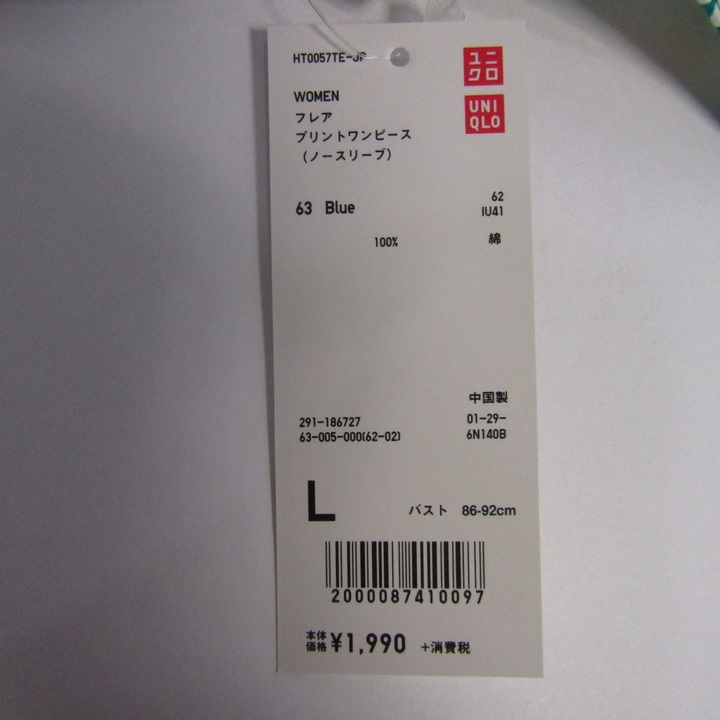 HT0057TE-JP
ユニ
クロ
WOMEN
UNI
QLO
フレア
プリントワンピース
（ノースリーブ）
63 Blue
62
IU41
100% 綿
中国製
291-186727
01-29-
63-005-000(62-02)
6N140B
L
バスト 86-92cm
2000087410097
本体
価格 ¥1,990 +消費税